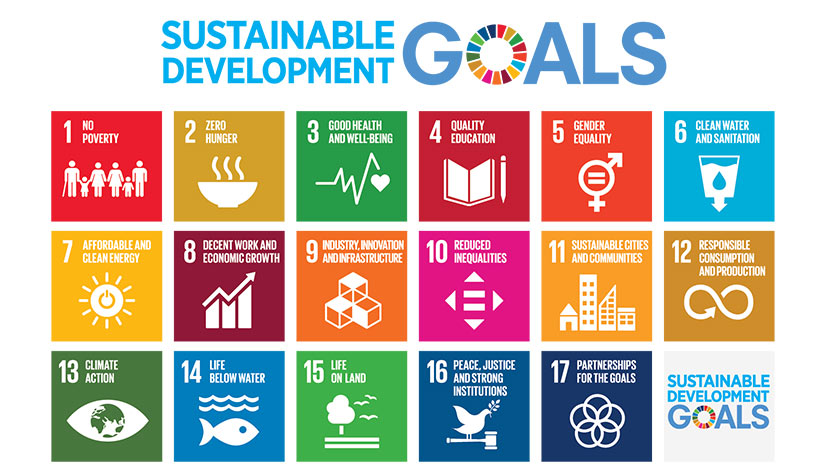 SUSTAINABLE
DEVELOPMENT
GOALS
1 NO
POVERTY
2 ZERO
HUNGER
3 GOOD HEALTH
AND WELL-BEING
4 QUALITY
EDUCATION
5 GENDER
EQUALITY
6 CLEAN WATER
AND SANITATION
7 AFFORDABLE AND
CLEAN ENERGY
8 DECENT WORK AND
ECONOMIC GROWTH
9 INDUSTRY, INNOVATION
AND INFRASTRUCTURE
10 REDUCED
INEQUALITIES
11 SUSTAINABLE CITIES
AND COMMUNITIES
12 RESPONSIBLE
CONSUMPTION
AND PRODUCTION
13 CLIMATE
ACTION
14 LIFE
BELOW WATER
15 LIFE
ON LAND
16 PEACE, JUSTICE
AND STRONG
INSTITUTIONS
17 PARTNERSHIPS
FOR THE GOALS
SUSTAINABLE
DEVELOPMENT
GOALS